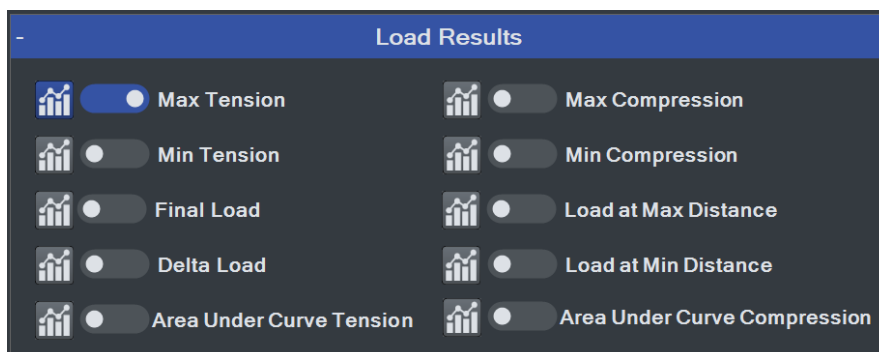 - Load Results
Max Tension Max Compression
Min Tension Min Compression
Final Load Load at Max Distance
Delta Load Load at Min Distance
Area Under Curve Tension Area Under Curve Compression